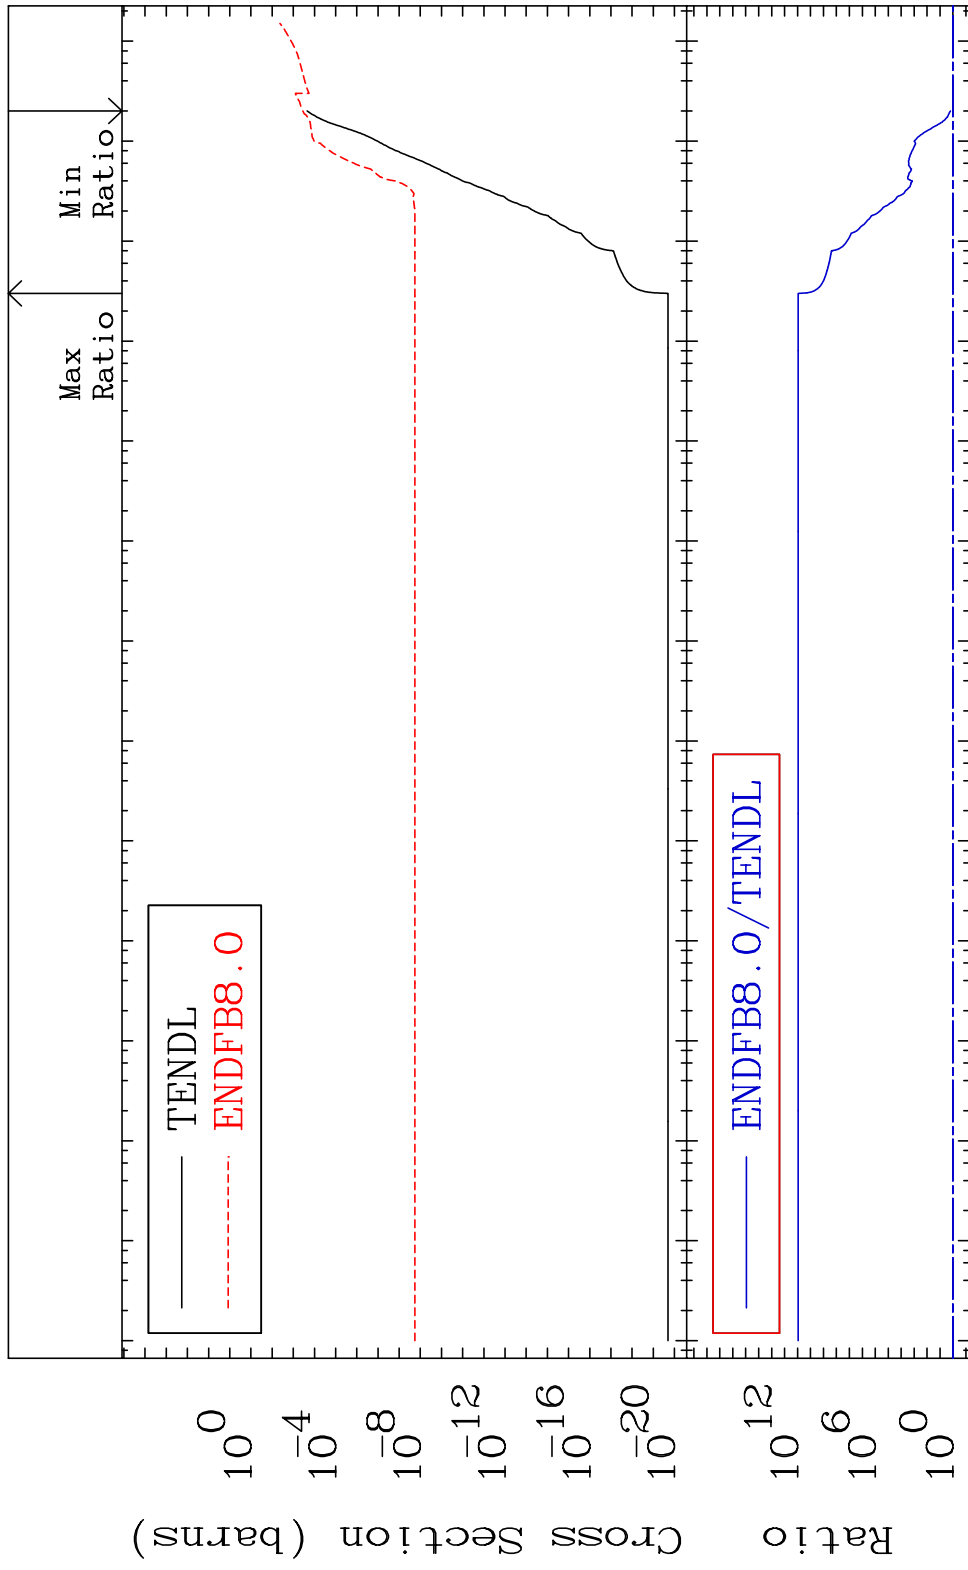 Max
Ratio
Min
Ratio
TENDL
ENDFB8.0
10^0
10^-4
10^-8
10^-12
10^-16
10^-20
Cross Section (barns)
ENDFB8.0/TENDL
10^12
10^6
10^0
Ratio